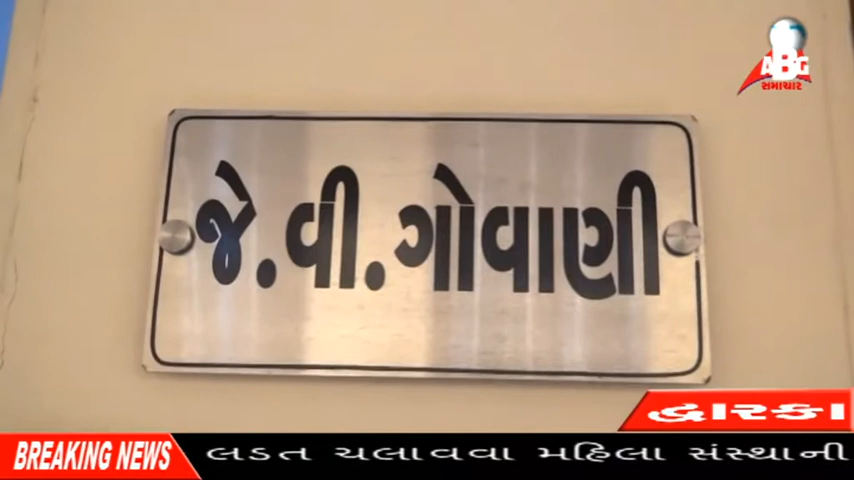 ABG
સમાચાર
જે.વી.ગોવાણી
દ્વારકા
BREAKING NEWS
લડત ચલાવવા મહિલા સંસ્થાની